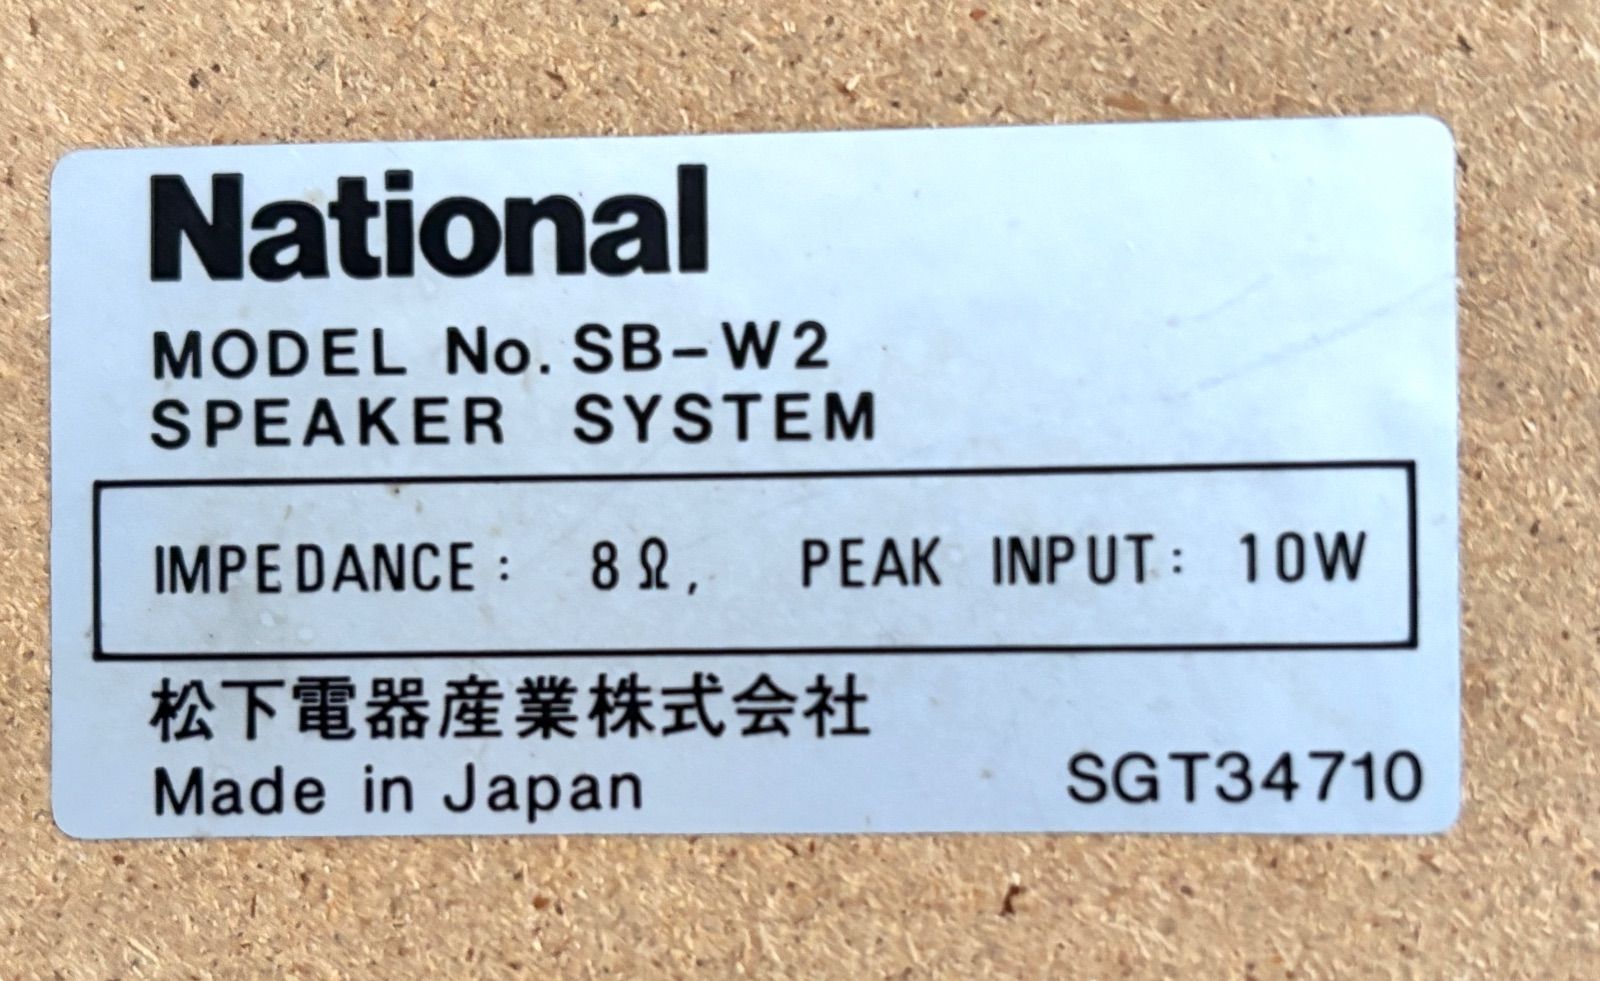 National
MODEL No. SB-W2
SPEAKER SYSTEM
IMPEDANCE: 8Ω, PEAK INPUT: 10W
松下電器産業株式会社
Made in Japan
SGT34710